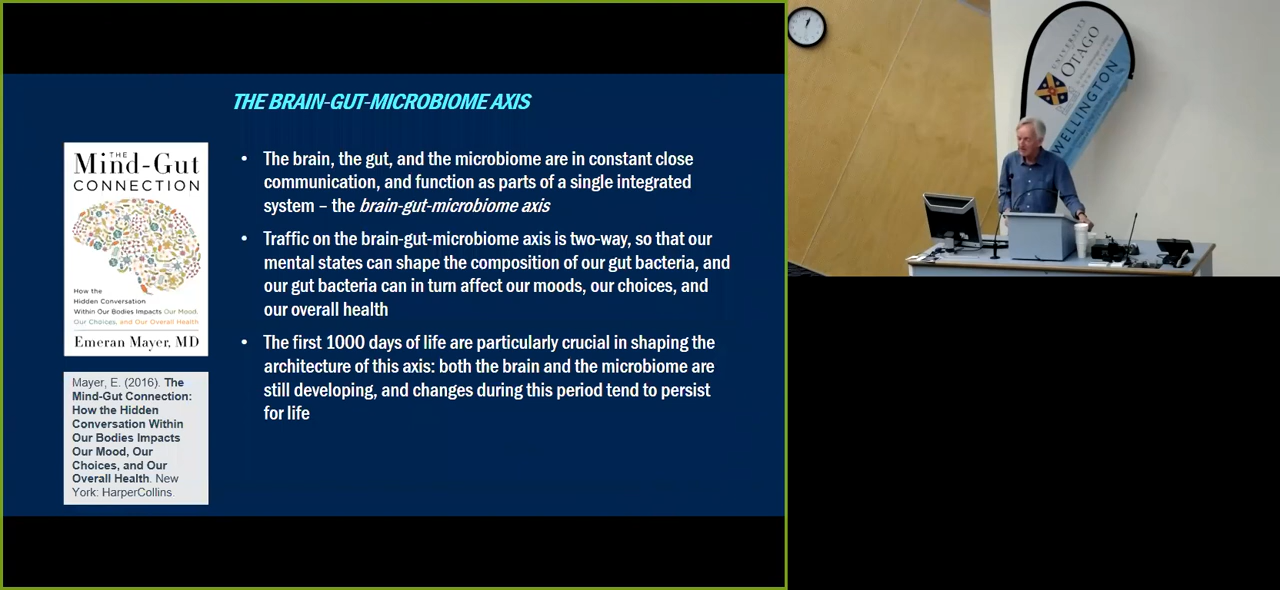 THE BRAIN-GUT-MICROBIOME AXIS
THE
Mind-Gut
CONNECTION
How the
Hidden Conversation
Within Our Bodies Impacts Our Mood,
Our Choices, and Our Overall Health
Emeran Mayer, MD
Mayer, E. (2016). The
Mind-Gut Connection:
How the Hidden
Conversation Within
Our Bodies Impacts
Our Mood, Our
Choices, and Our
Overall Health. New
York: HarperCollins
• The brain, the gut, and the microbiome are in constant close
communication, and function as parts of a single integrated
system – the brain-gut-microbiome axis
• Traffic on the brain-gut-microbiome axis is two-way, so that our
mental states can shape the composition of our gut bacteria, and
our gut bacteria can in turn affect our moods, our choices, and
our overall health
• The first 1000 days of life are particularly crucial in shaping the
architecture of this axis: both the brain and the microbiome are
still developing, and changes during this period tend to persist
for life
UNIVERSITY
OTAGO
WELLINGTON